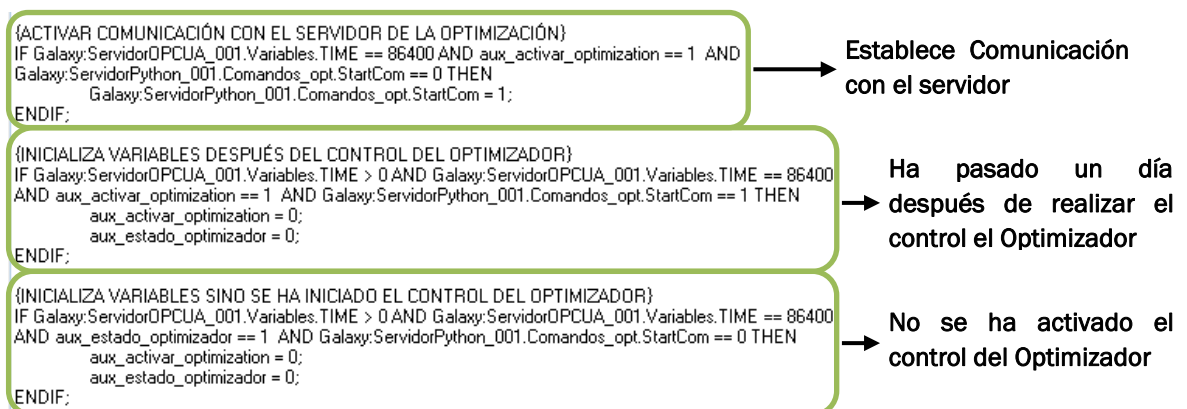 {ACTIVAR COMUNICACIÓN CON EL SERVIDOR DE LA OPTIMIZACIÓN}
IF Galaxy:ServidorOPCUA_001.Variables.TIME == 86400 AND aux_activar_optimization == 1 AND
Galaxy:ServidorPython_001.Comandos_opt.StartCom == 0 THEN
Galaxy:ServidorPython_001.Comandos_opt.StartCom = 1;
ENDIF;
Establece Comunicación
con el servidor
{INICIALIZA VARIABLES DESPUÉS DEL CONTROL DEL OPTIMIZADOR}
IF Galaxy:ServidorOPCUA_001.Variables.TIME > 0 AND Galaxy:ServidorOPCUA_001.Variables.TIME == 86400
AND aux_activar_optimization == 1 AND Galaxy:ServidorPython_001.Comandos_opt.StartCom == 1 THEN
aux_activar_optimization = 0;
aux_estado_optimizador = 0;
ENDIF;
Ha pasado un día
después de realizar el
control el Optimizador
{INICIALIZA VARIABLES SINO SE HA INICIADO EL CONTROL DEL OPTIMIZADOR}
IF Galaxy:ServidorOPCUA_001.Variables.TIME > 0 AND Galaxy:ServidorOPCUA_001.Variables.TIME == 86400
AND aux_estado_optimizador == 1 AND Galaxy:ServidorPython_001.Comandos_opt.StartCom == 0 THEN
aux_activar_optimization = 0;
aux_estado_optimizador = 0;
ENDIF;
No se ha activado el
control del Optimizador